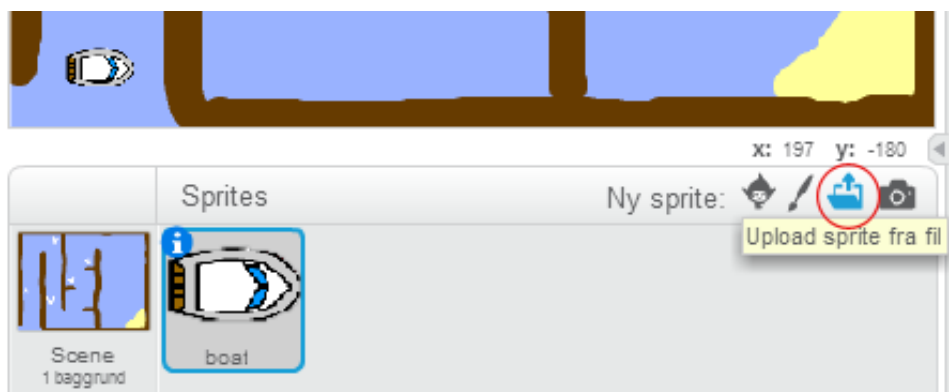 x: 197 y: -180
Sprites Ny sprite:
Upload sprite fra fil
boat
Scene
1 baggrund